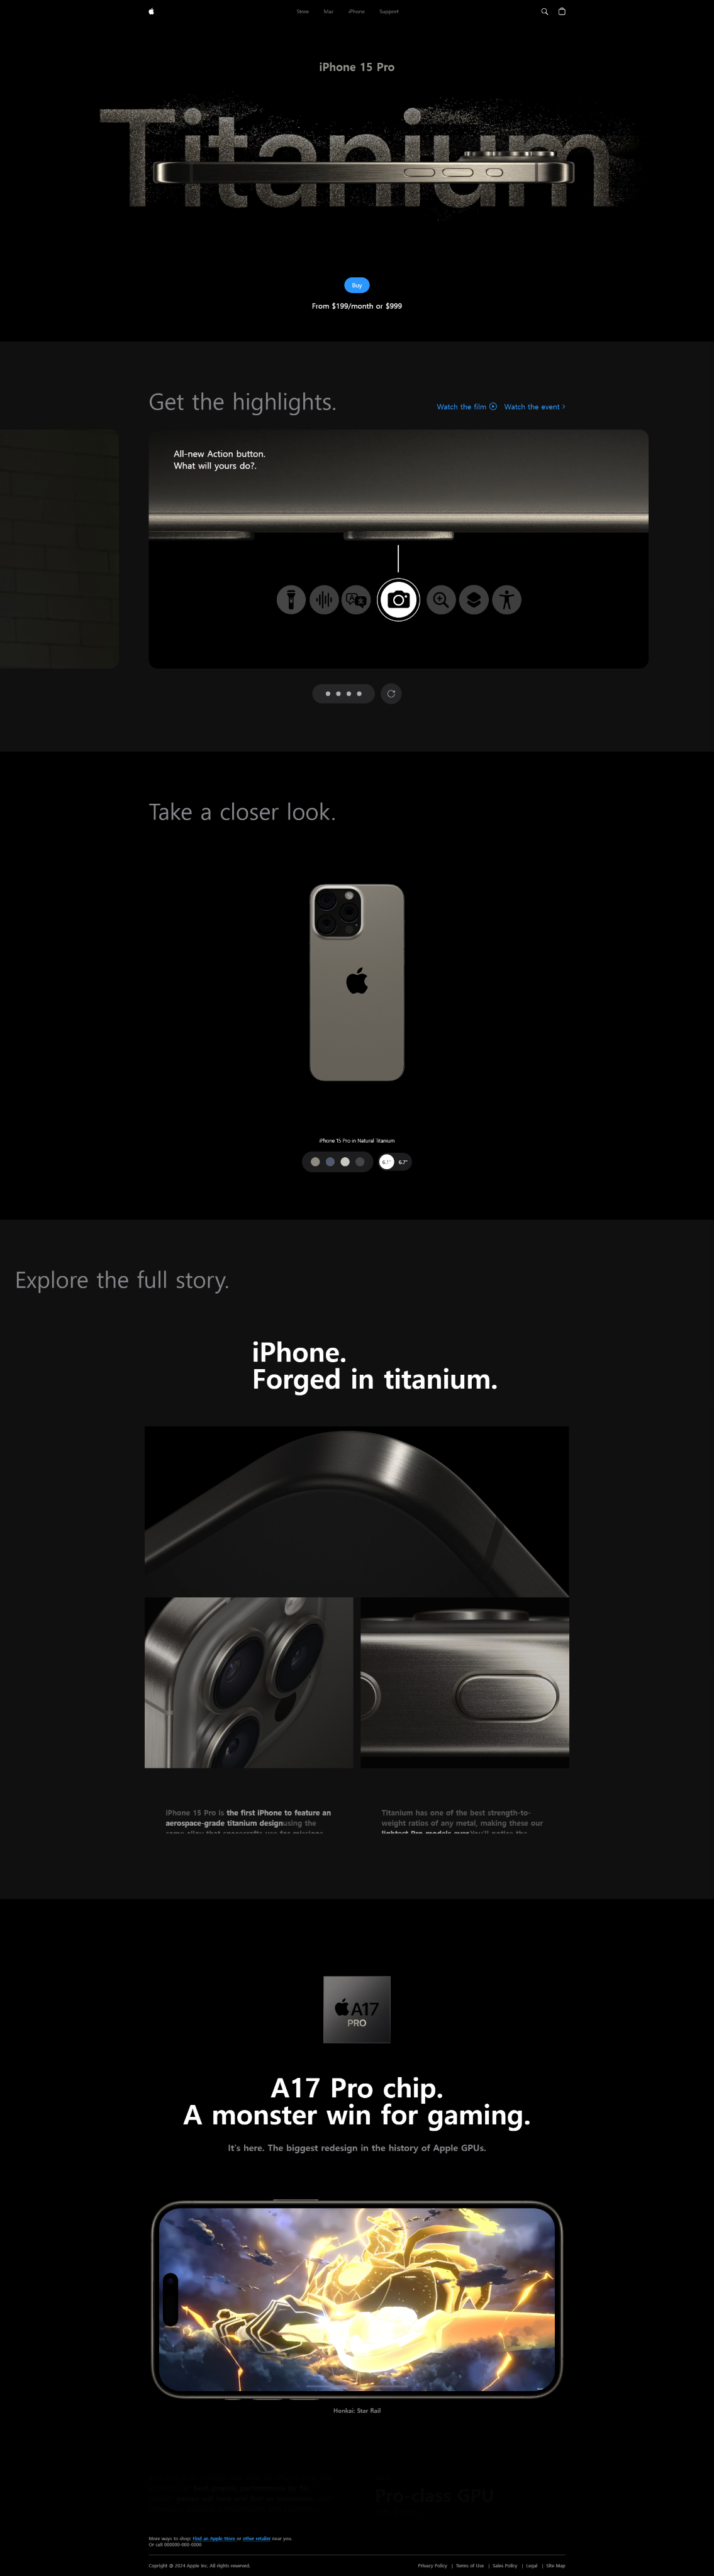 Store Mac iPhone Support
iPhone 15 Pro
Titanium
Buy
From $199/month or $999
Get the highlights.
Watch the film Watch the event
All-new Action button.
What will yours do?.
Take a closer look.
iPhone 15 Pro in Natural Titanium
6.1" 6.7"
Explore the full story.
iPhone.
Forged in titanium.
iPhone 15 Pro is the first iPhone to feature an
aerospace-grade titanium designusing the
Titanium has one of the best strength-to-
weight ratios of any metal, making these our
A17
PRO
A17 Pro chip.
A monster win for gaming.
It's here. The biggest redesign in the history of Apple GPUs.
Honkai: Star Rail
Pro-class GPU
More ways to shop: Find an Apple Store or other retailer near you.
Or call 000000-000-0000
Copright @ 2024 Apple Inc. All rights reserved.
Privacy Policy | Terms of Use | Sales Policy | Legal | Site Map